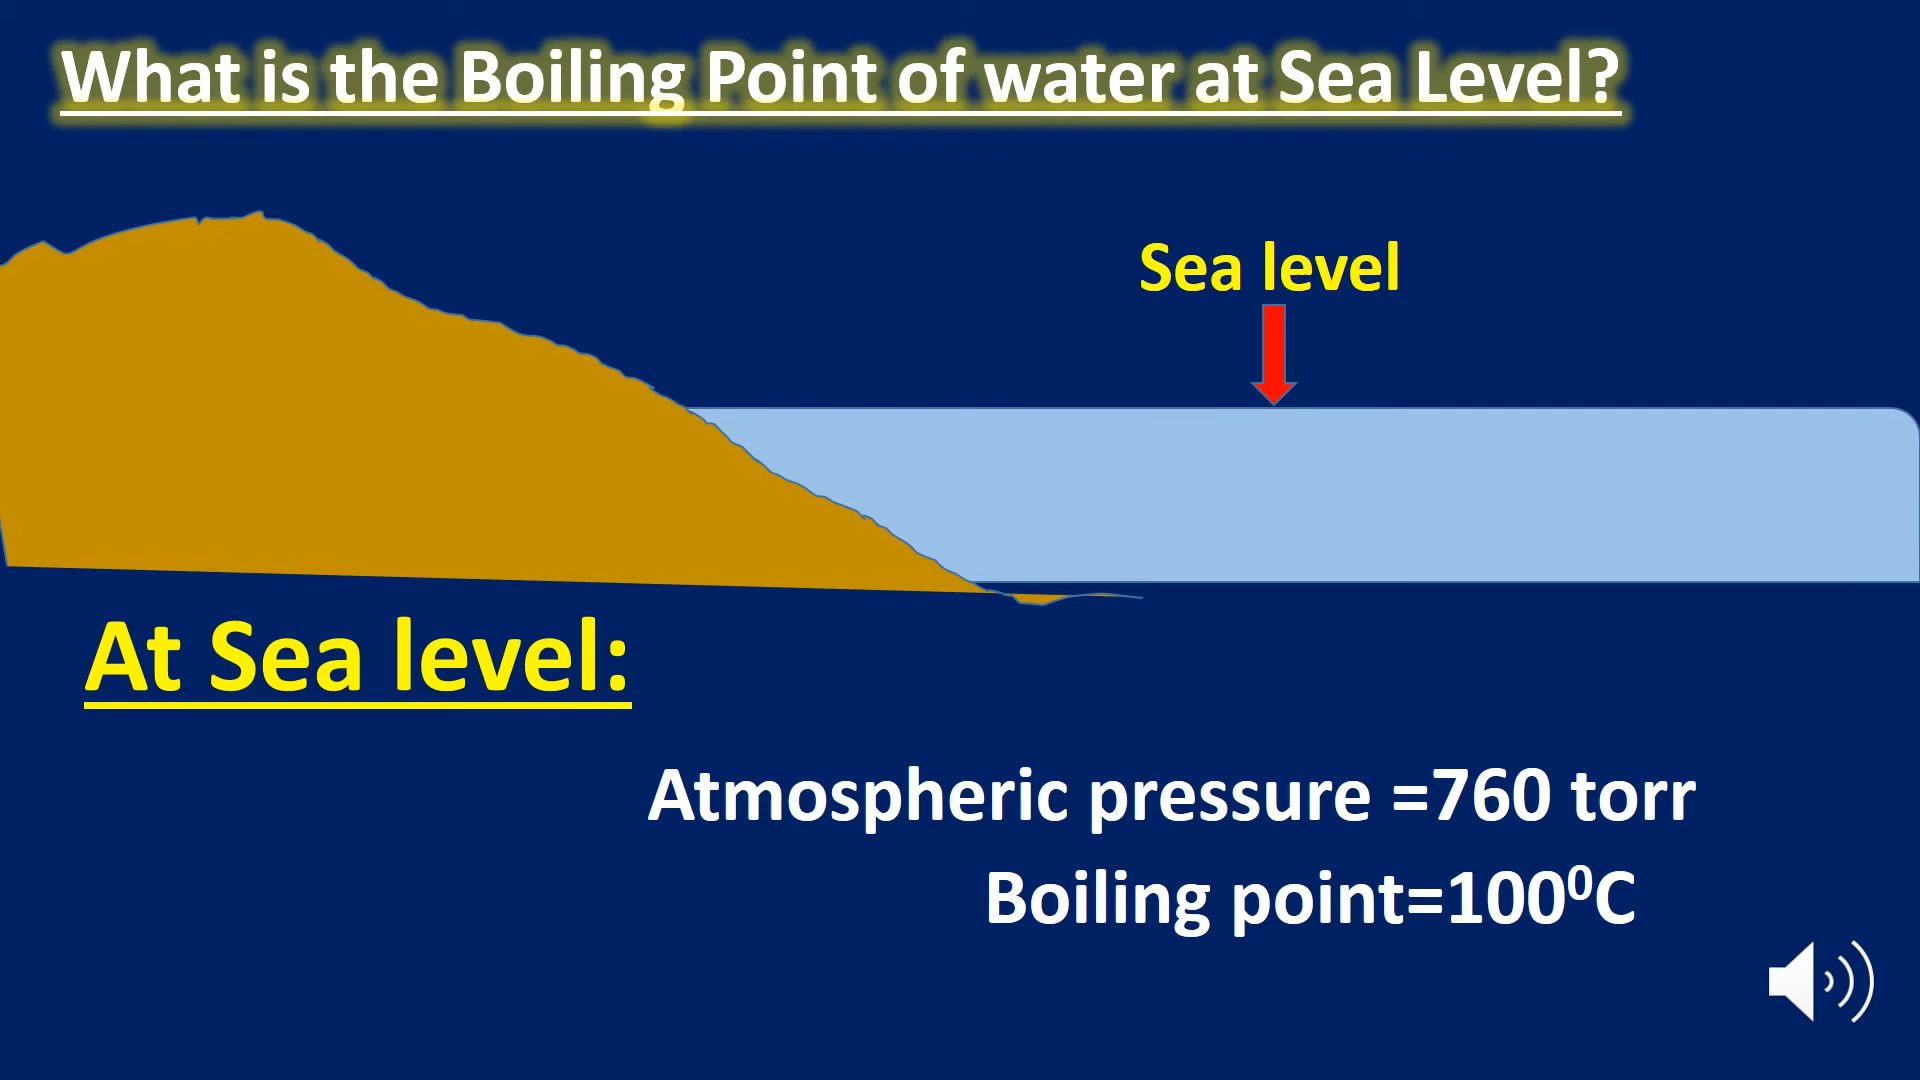 What is the Boiling Point of water at Sea Level?
Sea level
At Sea level:
Atmospheric pressure =760 torr
Boiling point=100⁰C